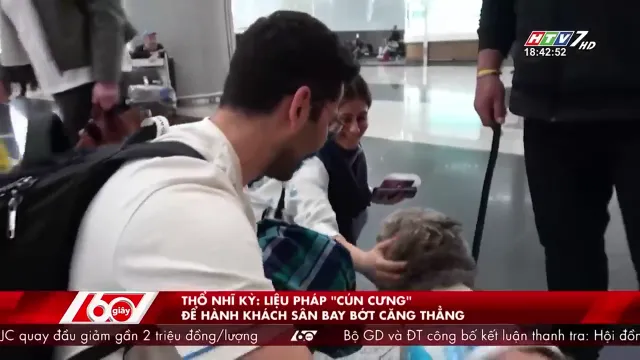 HTV7 HD
18:42:52
60 giây
THỔ NHĨ KỲ: LIỆU PHÁP "CÚN CƯNG"
ĐỂ HÀNH KHÁCH SÂN BAY BỚT CĂNG THẲNG
JC quay đầu giảm gần 2 triệu đồng/lượng
Bộ GD và ĐT công bố kết luận thanh tra: Hội đồ